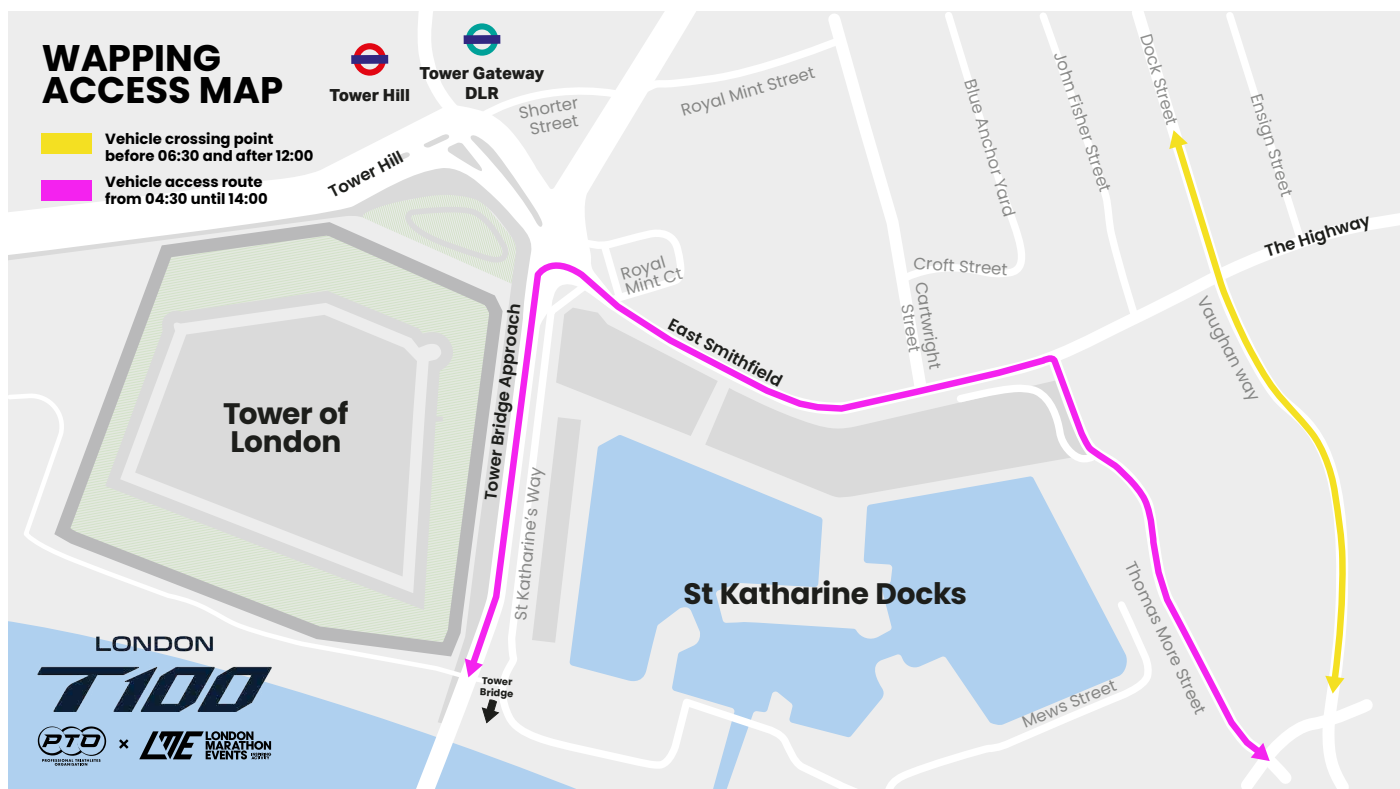 WAPPING
ACCESS MAP
Vehicle crossing point
before 06:30 and after 12:00
Vehicle access route
from 04:30 until 14:00
Tower Hill
Tower Gateway
DLR
Shorter
Street
Royal Mint Street
Tower Hill
Blue Anchor Yard
John Fisher Street
Dock Street
Ensign Street
The Highway
Royal
Mint Ct
Croft Street
Cartwright
Street
Vaughan way
East Smithfield
Tower Bridge Approach
Tower of
London
St Katharine's Way
St Katharine Docks
Thomas More Street
Mews Street
Tower
Bridge
LONDON
T100
PTO
PROFESSIONAL TRIATHLETES
ORGANISATION
×
LME
LONDON
MARATHON
EVENTS